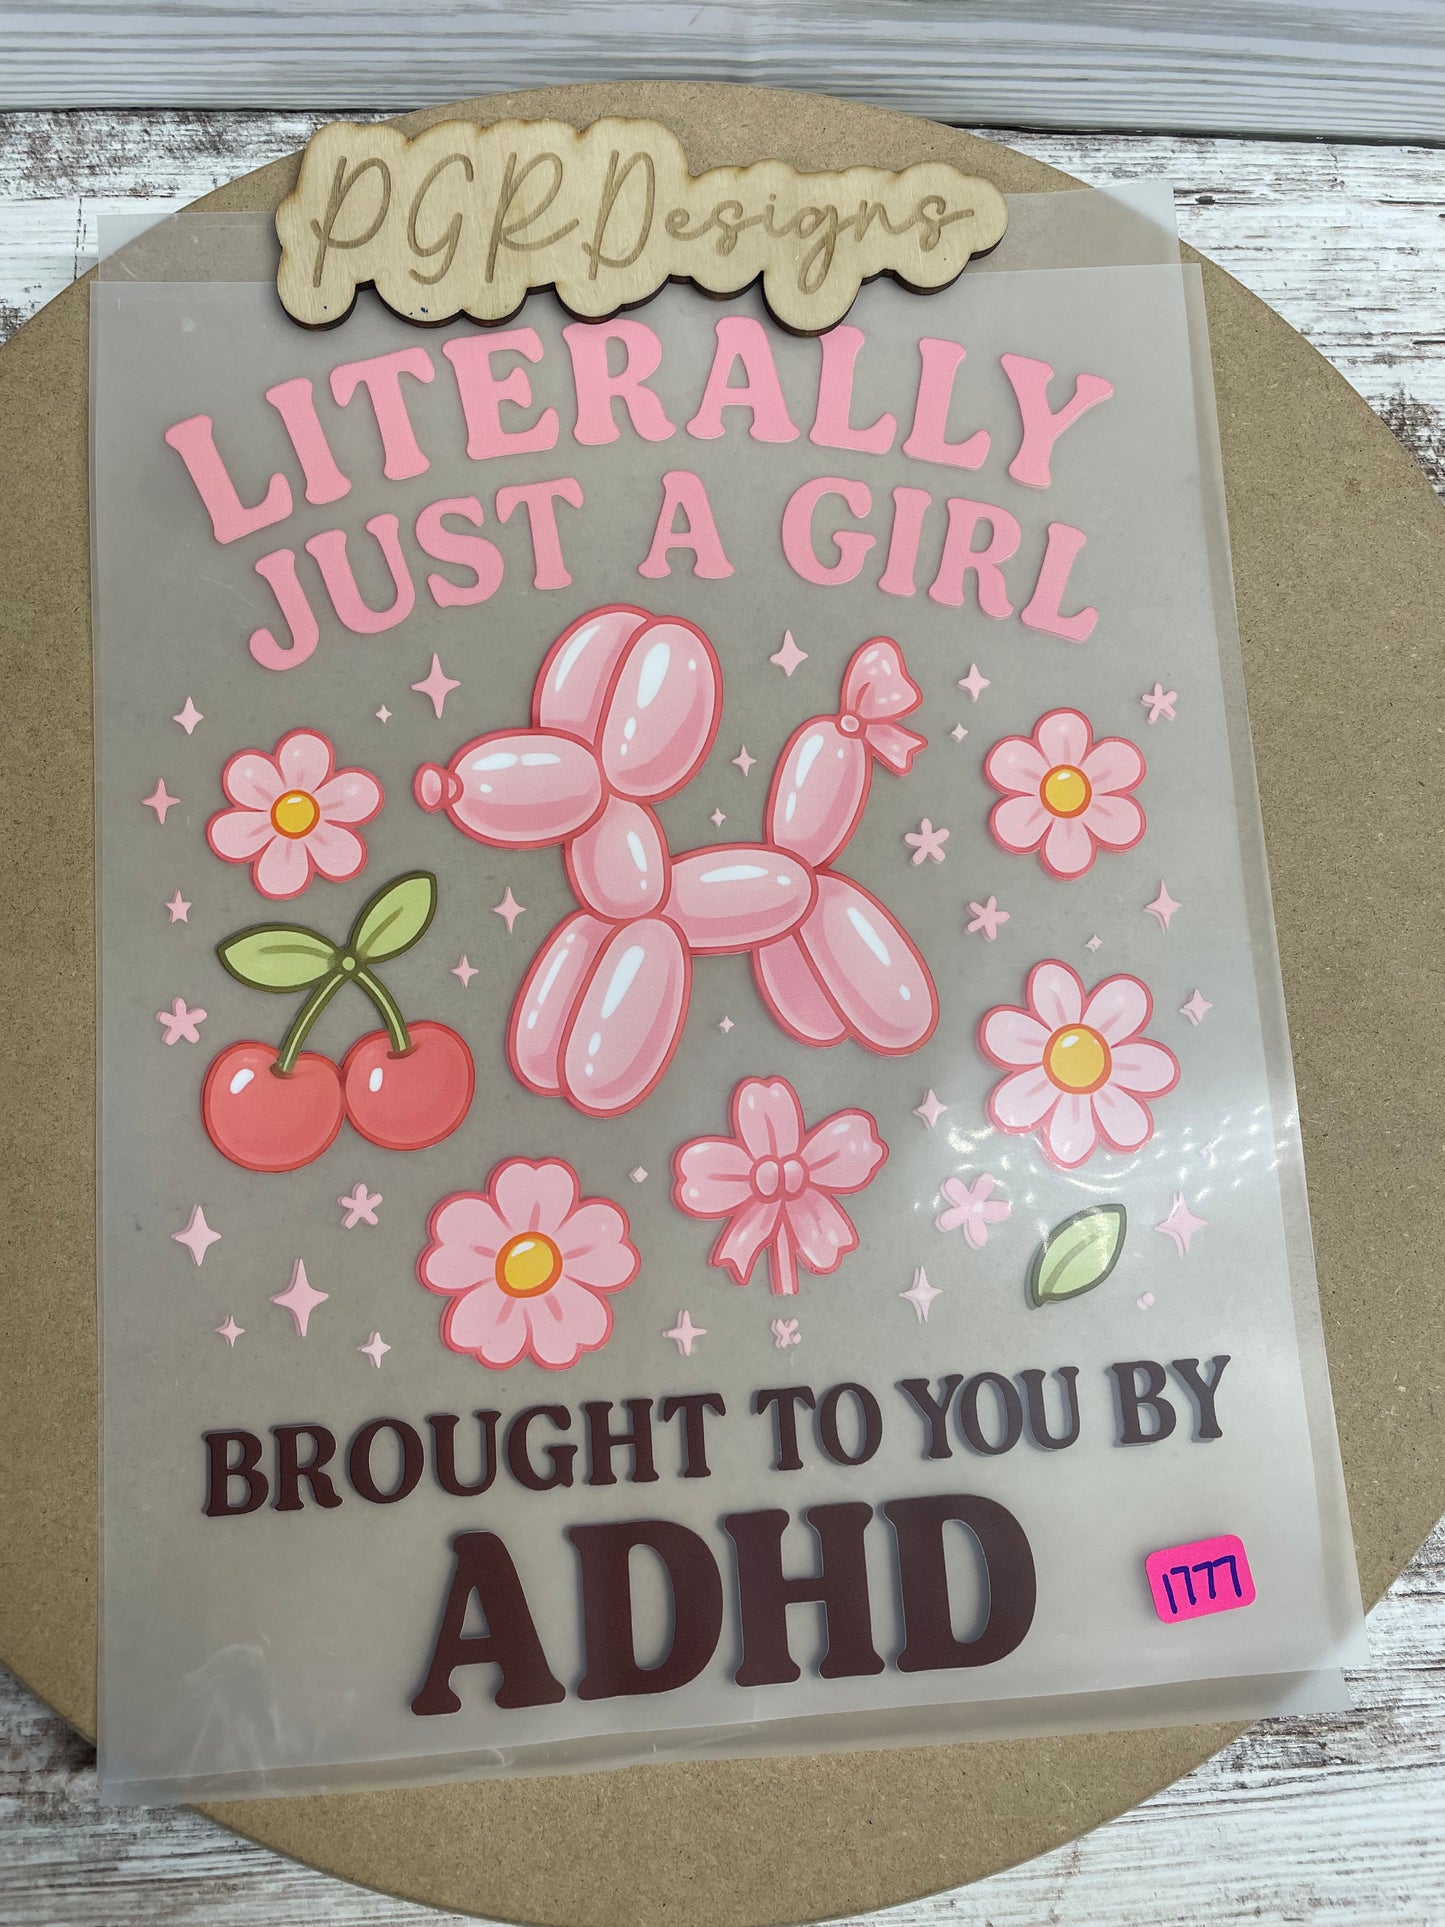 PGRDesigns
LITERALLY
JUST A GIRL
BROUGHT TO YOU BY
ADHD
1777